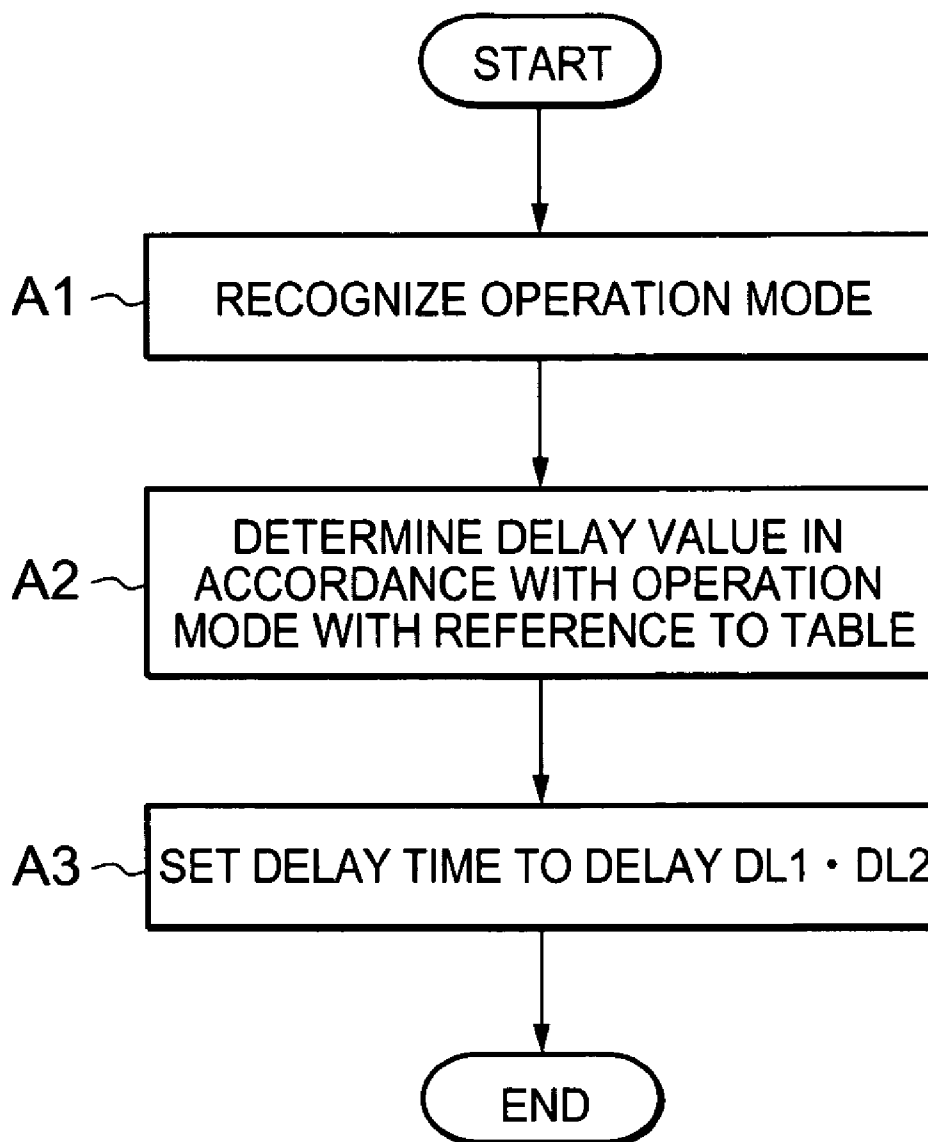 START
A1
RECOGNIZE OPERATION MODE
A2
DETERMINE DELAY VALUE IN
ACCORDANCE WITH OPERATION
MODE WITH REFERENCE TO TABLE
A3
SET DELAY TIME TO DELAY DL1・DL2
END